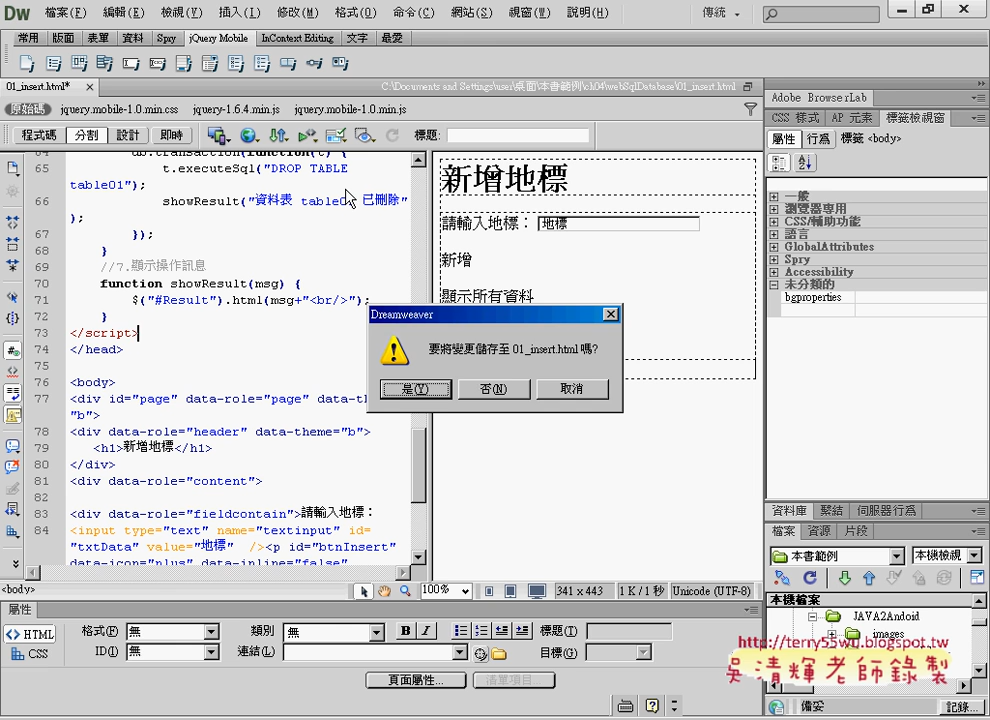 Dw 檔案(F) 編輯(E) 檢視(V) 插入(I) 修改(M) 格式(O) 命令(C) 網站(S) 視窗(W) 說明(H) 傳統
常用 版面 表單 資料 Spry jQuery Mobile InContext Editing 文字 最愛
01_insert.html* C:\Documents and Settings\user\桌面\本書範例\ch04\webSqlDatabase\01_insert.html
原始碼 jquery.mobile-1.0.min.css jquery-1.6.4.min.js jquery.mobile-1.0.min.js
程式碼 分割 設計 即時 標題:
db.transaction(function(t) {
65 t.executeSql("DROP TABLE
table01");
66 showResult("資料表 table 已刪除"
);
67 });
68 }
69 //7.顯示操作訊息
70 function showResult(msg) {
71 $("#Result").html(msg+"<br/>");
72 }
73 </script>
74 </head>
75
76 <body>
77 <div id="page" data-role="page" data-th
"b">
78 <div data-role="header" data-theme="b">
79 <h1>新增地標</h1>
80 </div>
81 <div data-role="content">
82
83 <div data-role="fieldcontain">請輸入地標:
84 <input type="text" name="textinput" id=
"txtData" value="地標" /><p id="btnInsert"
data-icon="plus" data-inline="false"
新增地標
請輸入地標： 地標
新增
顯示所有資料
Dreamweaver
要將變更儲存至 01_insert.html 嗎?
是(Y) 否(N) 取消
Adobe BrowserLab
CSS 樣式 AP 元素 標籤檢視窗
屬性 行為 標籤 <body>
一般
瀏覽器專用
CSS/輔助功能
語言
GlobalAttributes
Spry
Accessibility
未分類的
bgproperties
資料庫 繫結 伺服器行為
檔案 資源 片段
本書範例 本機檢視
本機檔案
JAVA2Andoid
images
<body> 100% 341 x 443 1 K / 1 秒 Unicode (UTF-8)
屬性
HTML 格式(F) 無 類別 無 B I 標題(T)
CSS ID(I) 無 連結(L) 目標(G)
頁面屬性... 清單項目...
http://terry55wu.blogspot.tw
吳清輝老師錄製
備妥 記錄...